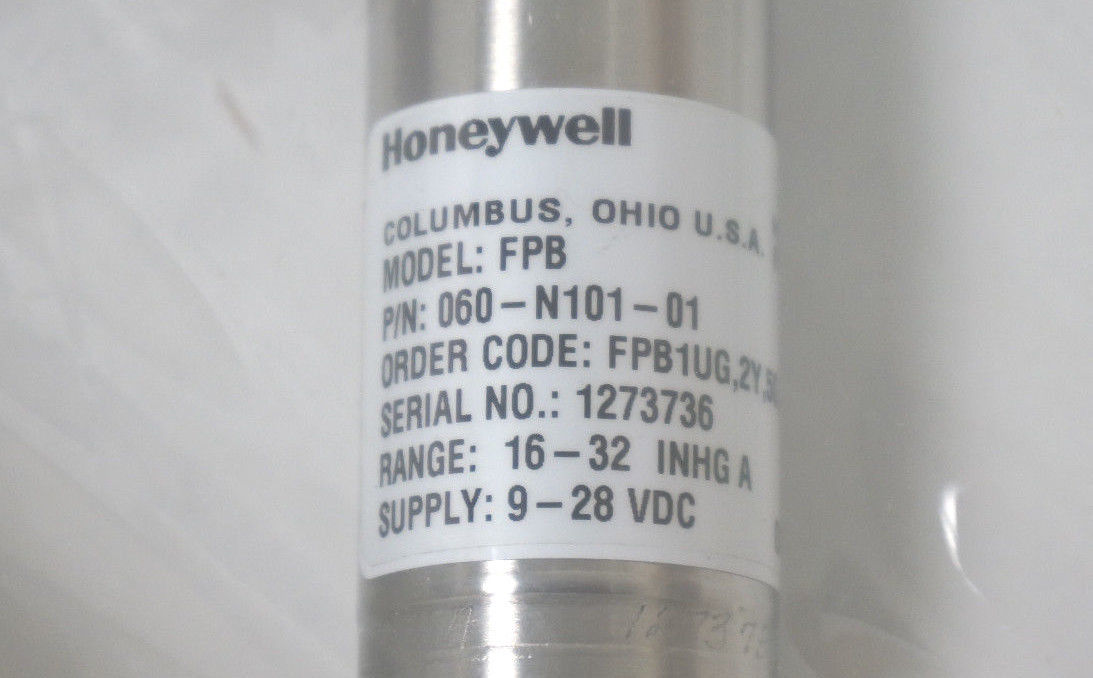 Honeywell
COLUMBUS, OHIO U.S.A.
MODEL: FPB
P/N: 060-N101-01
ORDER CODE: FPB1UG,2Y,5
SERIAL NO.: 1273736
RANGE: 16-32 INHG A
SUPPLY: 9-28 VDC